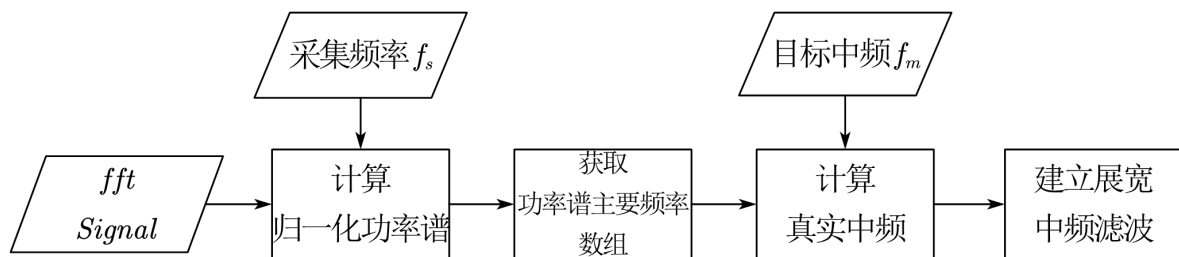 采集频率 fₛ
目标中频 fₘ
fft
Signal
计算
归一化功率谱
获取
功率谱主要频率
数组
计算
真实中频
建立展宽
中频滤波